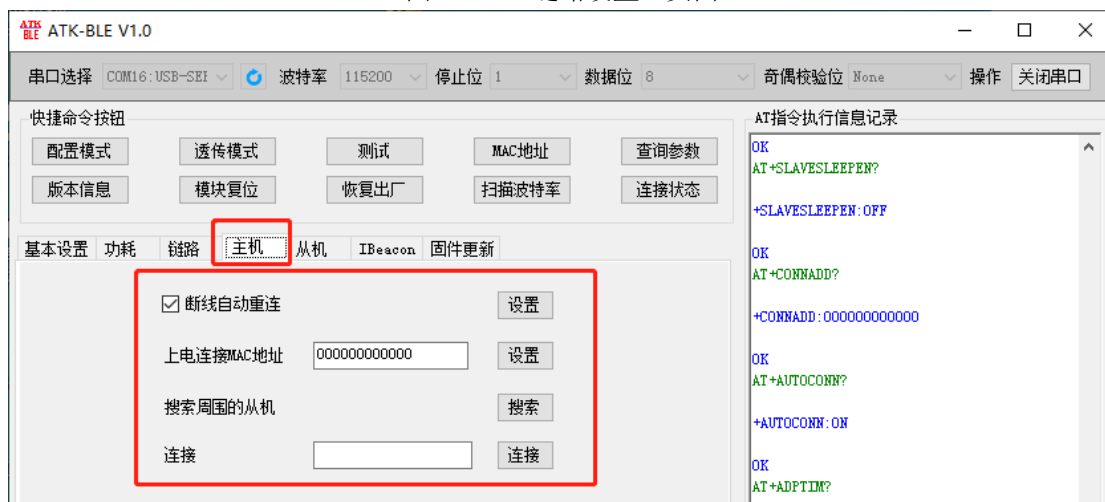 ATK BLE ATK-BLE V1.0
串口选择 COM16:USB-SEI 波特率 115200 停止位 1 数据位 8 奇偶校验位 None 操作 关闭串口
快捷命令按钮
配置模式 透传模式 测试 MAC地址 查询参数
版本信息 模块复位 恢复出厂 扫描波特率 连接状态
基本设置 功耗 链路 主机 从机 IBeacon 固件更新
断线自动重连 设置
上电连接MAC地址 000000000000 设置
搜索周围的从机 搜索
连接 连接
AT指令执行信息记录
OK
AT+SLAVESLEEPEN?
+SLAVESLEEPEN:OFF
OK
AT+CONNADD?
+CONNADD:000000000000
OK
AT+AUTOCONN?
+AUTOCONN:ON
OK
AT+ADPTIM?